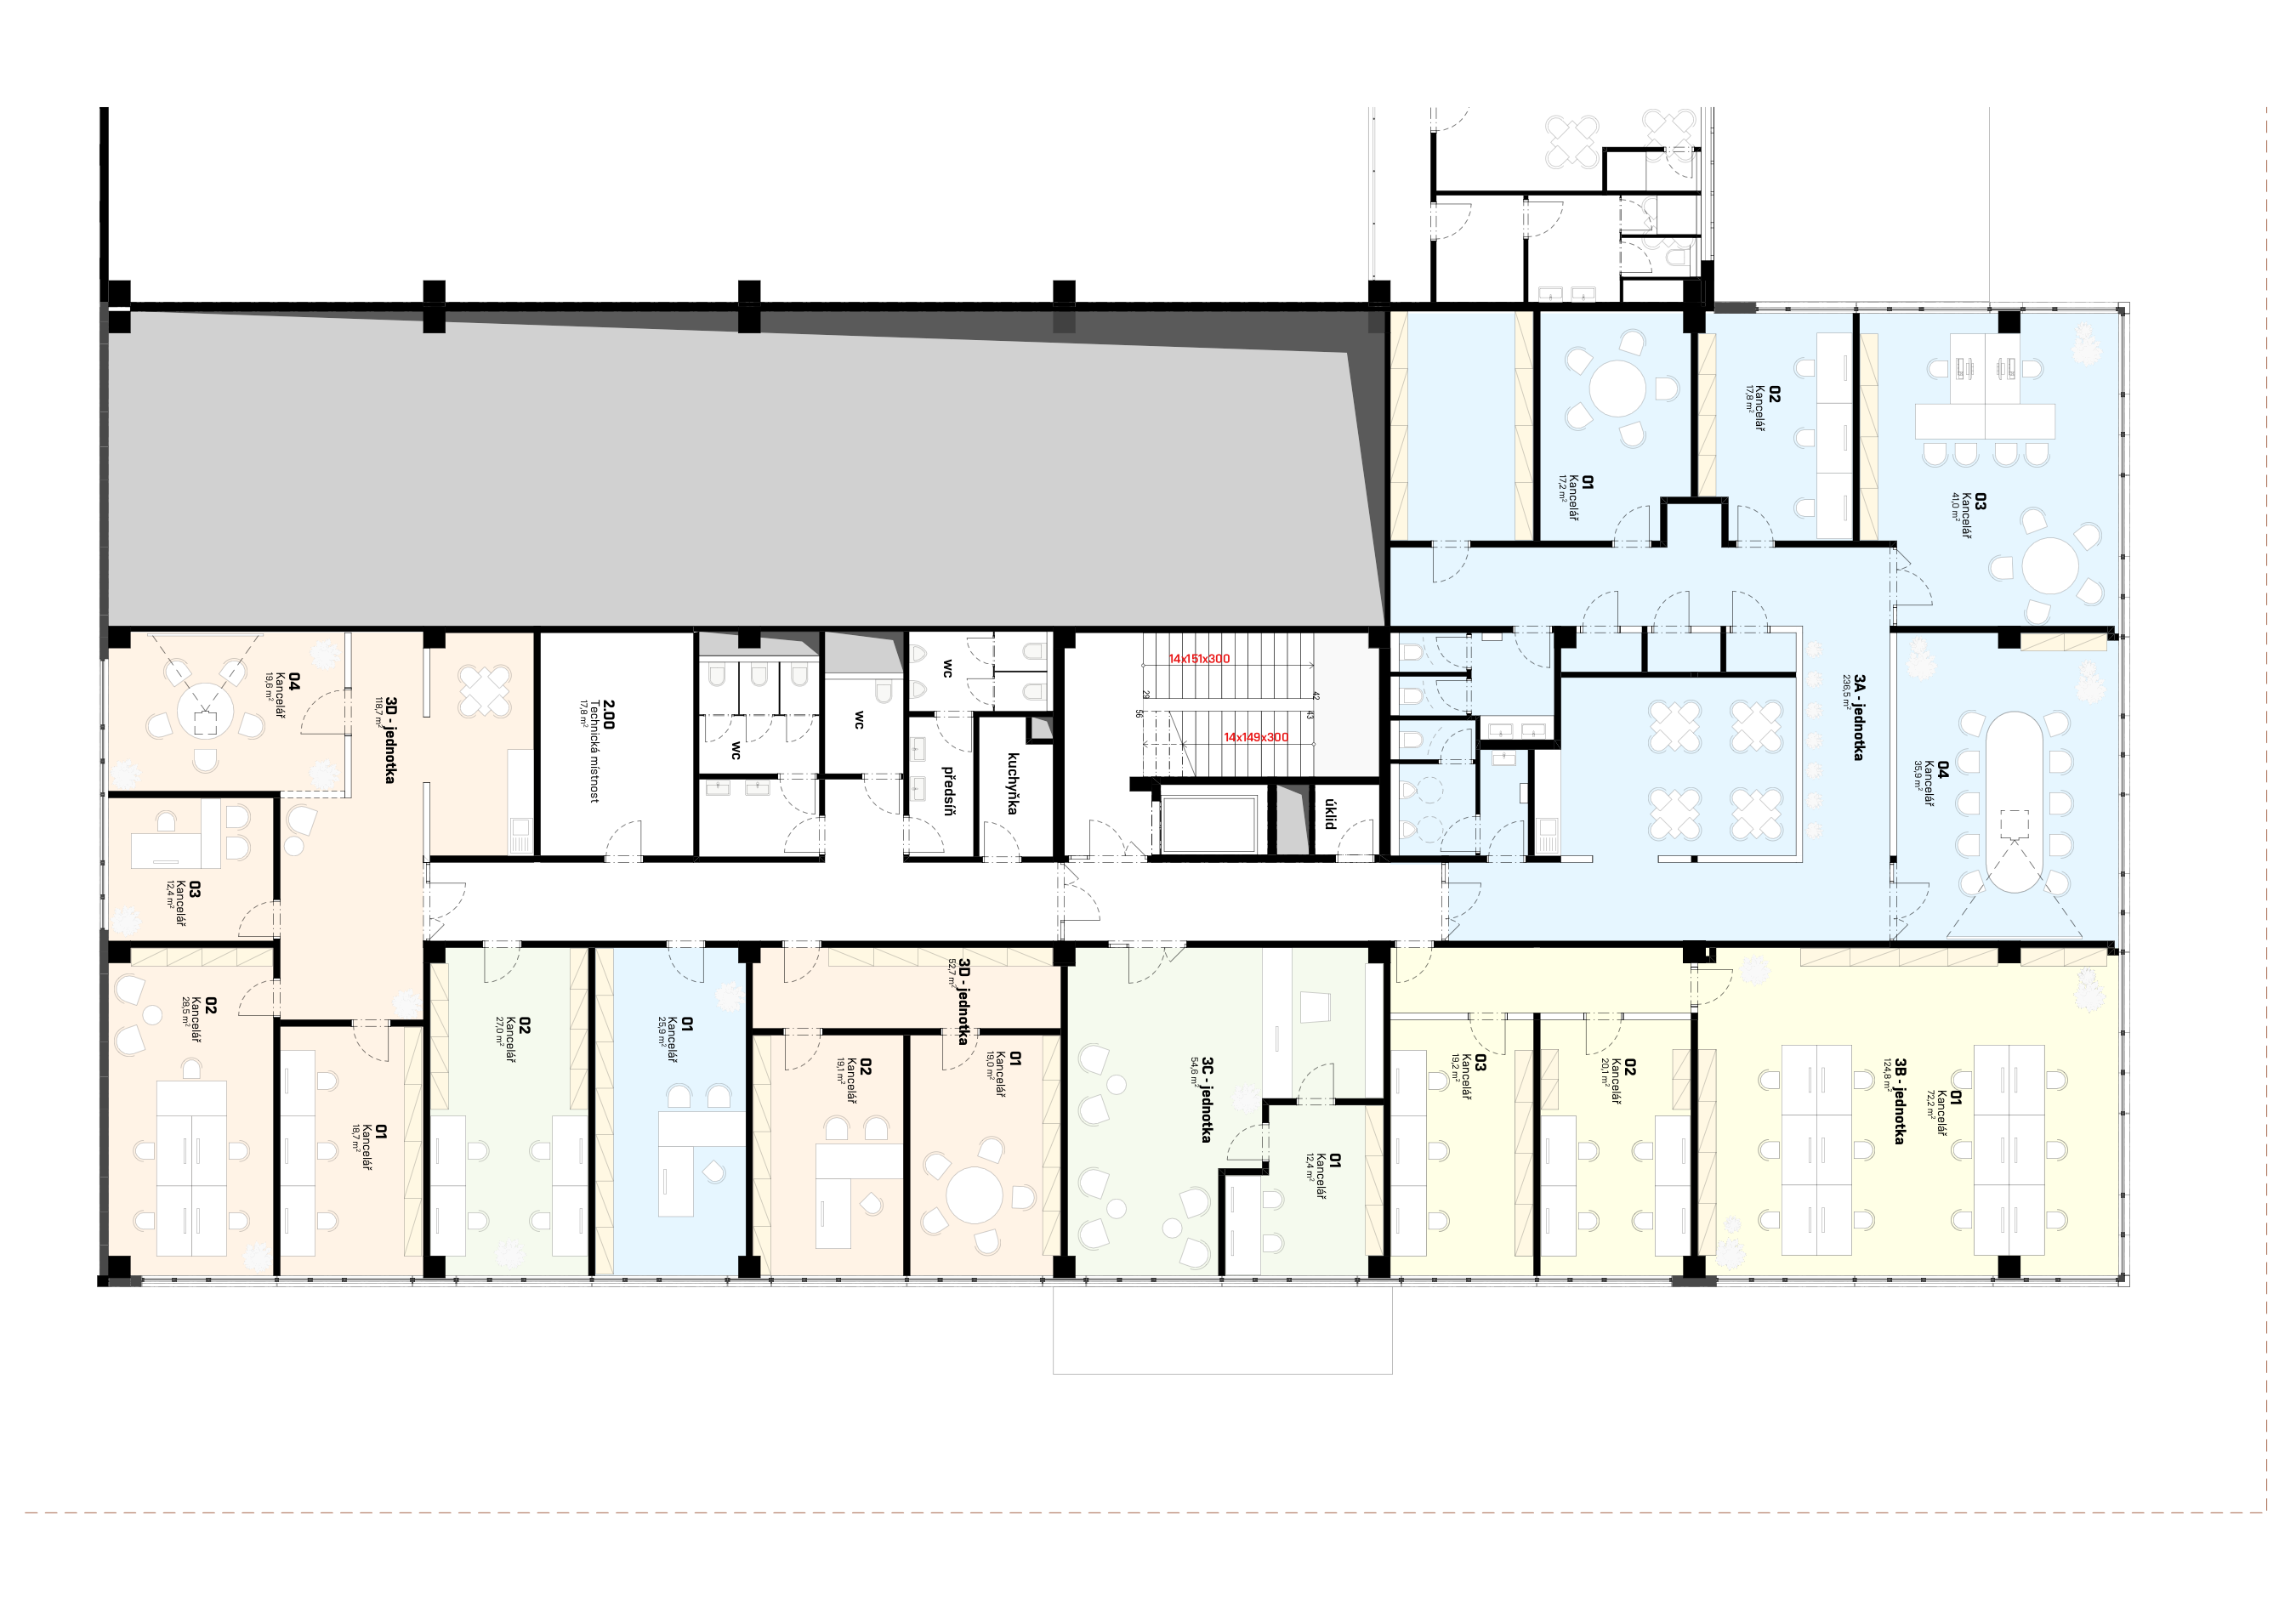 01
Kancelář
17,2 m²
02
Kancelář
17,8 m²
03
Kancelář
41,0 m²
04
Kancelář
19,6 m²
3D - jednotka
118,7 m²
2.00
Technická místnost
17,8 m²
wc
wc
wc
předsíň
kuchyňka
14x151x300
29
56
42
43
14x149x300
úklid
3A - jednotka
236,5 m²
04
Kancelář
35,9 m²
03
Kancelář
12,4 m²
02
Kancelář
28,5 m²
01
Kancelář
18,7 m²
02
Kancelář
27,0 m²
01
Kancelář
25,9 m²
3D - jednotka
52,7 m²
02
Kancelář
19,1 m²
01
Kancelář
19,0 m²
3C - jednotka
54,6 m²
01
Kancelář
12,4 m²
03
Kancelář
19,2 m²
02
Kancelář
20,1 m²
3B - jednotka
124,8 m²
01
Kancelář
72,2 m²